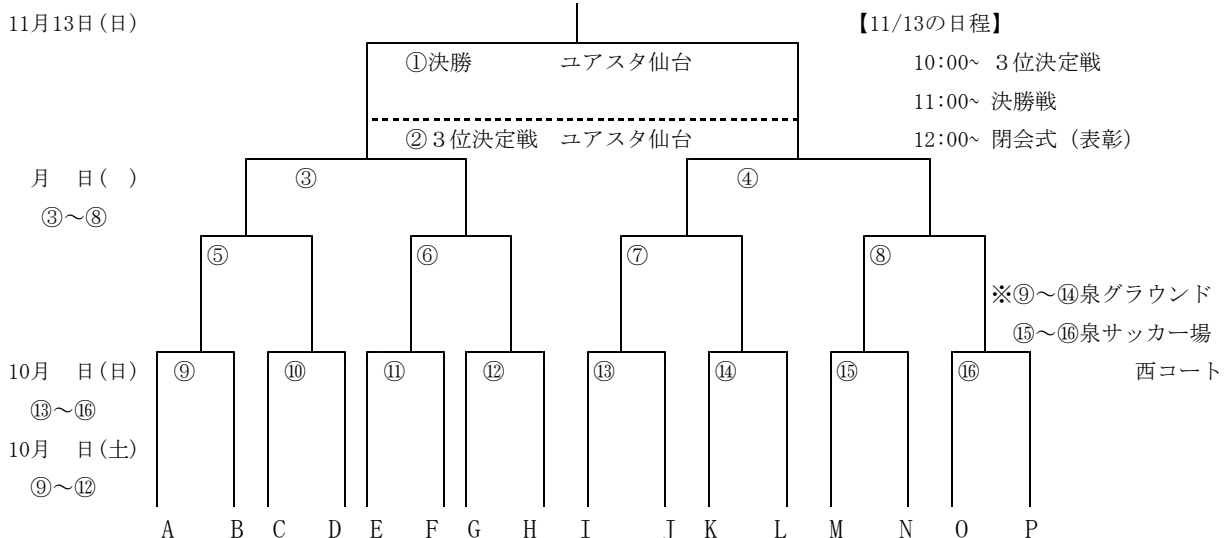 11月13日(日)
【11/13の日程】
①決勝 ユアスタ仙台
10:00~ ３位決定戦
11:00~ 決勝戦
②３位決定戦 ユアスタ仙台
12:00~ 閉会式（表彰）
月 日( )
③ ④
③～⑧
⑤ ⑥ ⑦ ⑧
※⑨～⑭泉グラウンド
⑮～⑯泉サッカー場
西コート
10月 日(日)
⑨ ⑩ ⑪ ⑫ ⑬ ⑭ ⑮ ⑯
⑬～⑯
10月 日(土)
⑨～⑫
A B C D E F G H I J K L M N O P